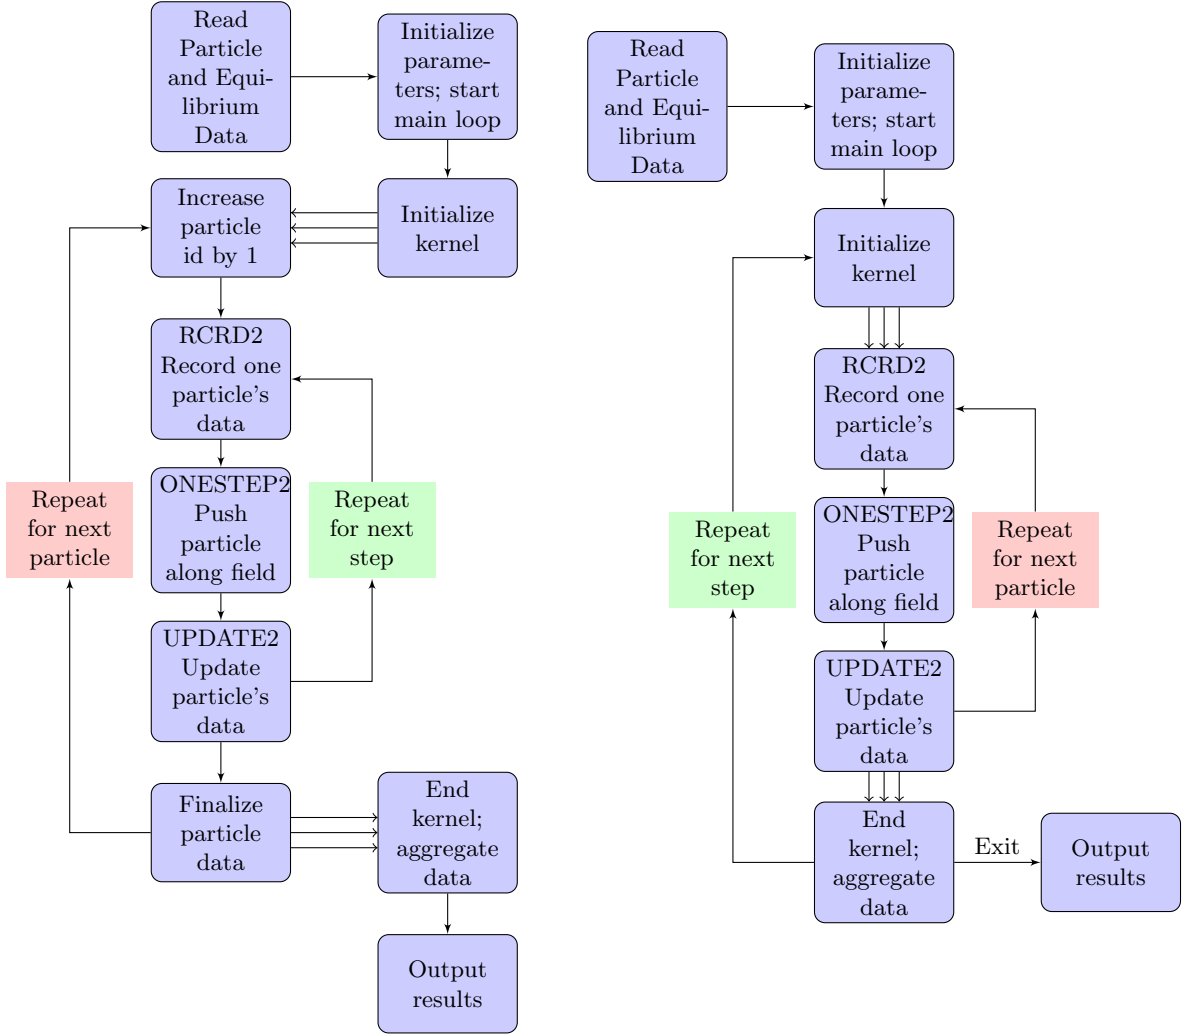 Read
Particle
and Equi-
librium
Data
Initialize
parame-
ters; start
main loop
Increase
particle
id by 1
Initialize
kernel
RCRD2
Record one
particle's
data
Repeat
for next
particle
ONESTEP2
Push
particle
along field
Repeat
for next
step
UPDATE2
Update
particle's
data
Finalize
particle
data
End
kernel;
aggregate
data
Output
results
Read
Particle
and Equi-
librium
Data
Initialize
parame-
ters; start
main loop
Initialize
kernel
RCRD2
Record one
particle's
data
Repeat
for next
step
ONESTEP2
Push
particle
along field
Repeat
for next
particle
UPDATE2
Update
particle's
data
End
kernel;
aggregate
data
Exit
Output
results